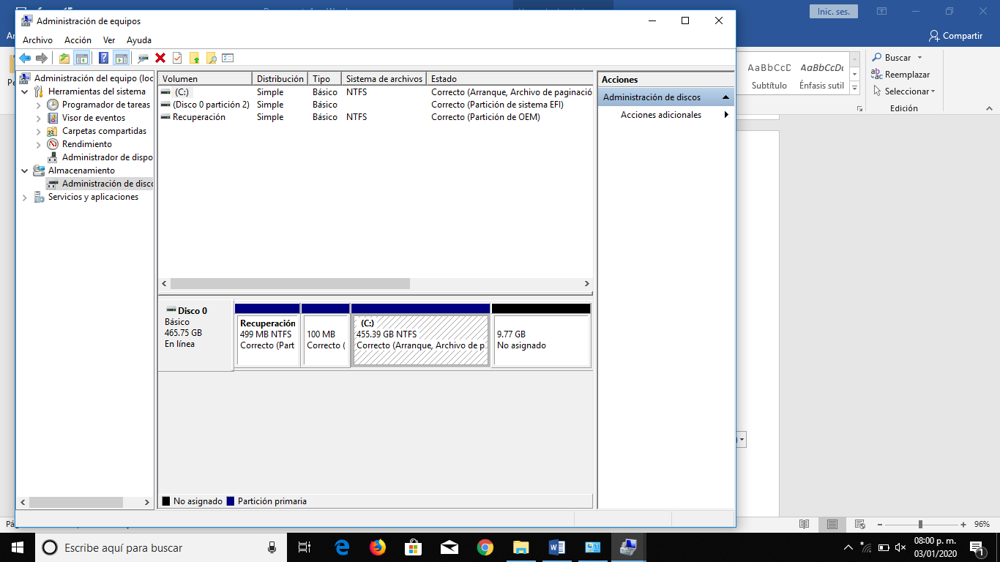 Administración de equipos
Inic. ses.
Archivo Acción Ver Ayuda
Compartir
Administración del equipo (loc
Herramientas del sistema
Programador de tareas
Visor de eventos
Carpetas compartidas
Rendimiento
Administrador de dispo
Almacenamiento
Administración de disco
Servicios y aplicaciones
Volumen Distribución Tipo Sistema de archivos Estado
(C:) Simple Básico NTFS Correcto (Arranque, Archivo de paginació
(Disco 0 partición 2) Simple Básico Correcto (Partición de sistema EFI)
Recuperación Simple Básico NTFS Correcto (Partición de OEM)
Acciones
Administración de discos
Acciones adicionales
AaBbCcD AaBbCcDc
Subtítulo Énfasis sutil
Buscar
Reemplazar
Seleccionar
Edición
Disco 0
Básico
465.75 GB
En línea
Recuperación
499 MB NTFS
Correcto (Part
100 MB
Correcto (
(C:)
455.39 GB NTFS
Correcto (Arranque, Archivo de p
9.77 GB
No asignado
No asignado Partición primaria
96%
Escribe aquí para buscar
08:00 p. m.
03/01/2020
1